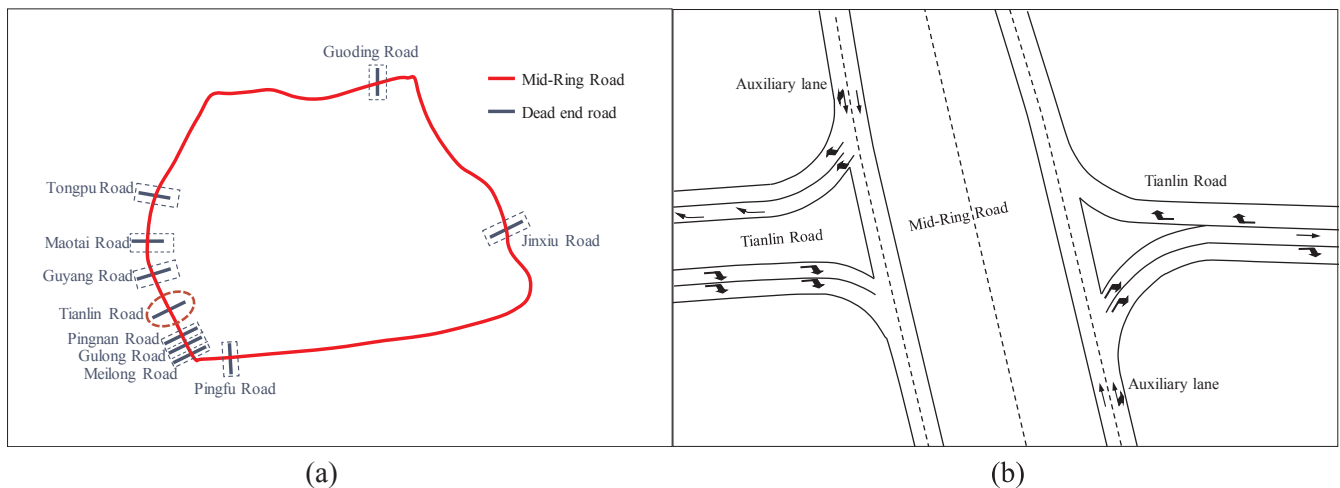 Guoding Road
Mid-Ring Road
Dead end road
Tongpu Road
Maotai Road
Jinxiu Road
Guyang Road
Tianlin Road
Pingnan Road
Gulong Road
Meilong Road
Pingfu Road
(a)
Auxiliary lane
Tianlin Road
Mid-Ring Road
Tianlin Road
Auxiliary lane
(b)